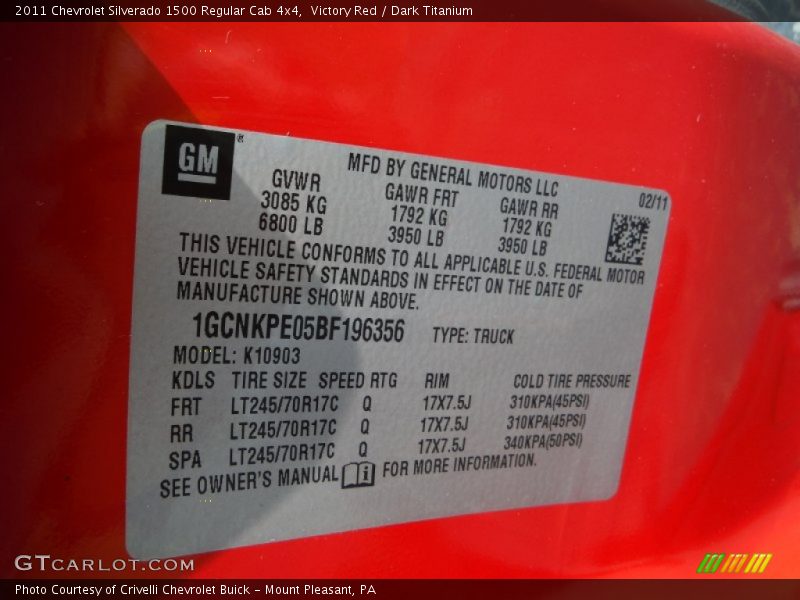 2011 Chevrolet Silverado 1500 Regular Cab 4x4,  Victory Red / Dark Titanium
GM ®
MFD BY GENERAL MOTORS LLC
02/11
GVWR GAWR FRT GAWR RR
3085 KG 1792 KG 1792 KG
6800 LB 3950 LB 3950 LB
THIS VEHICLE CONFORMS TO ALL APPLICABLE U.S. FEDERAL MOTOR
VEHICLE SAFETY STANDARDS IN EFFECT ON THE DATE OF
MANUFACTURE SHOWN ABOVE.
1GCNKPE05BF196356 TYPE: TRUCK
MODEL: K10903
KDLS TIRE SIZE SPEED RTG RIM COLD TIRE PRESSURE
FRT LT245/70R17C Q 17X7.5J 310KPA(45PSI)
RR LT245/70R17C Q 17X7.5J 310KPA(45PSI)
SPA LT245/70R17C Q 17X7.5J 340KPA(50PSI)
SEE OWNER'S MANUAL i FOR MORE INFORMATION.
GTCARLOT.COM
Photo Courtesy of Crivelli Chevrolet Buick - Mount Pleasant, PA